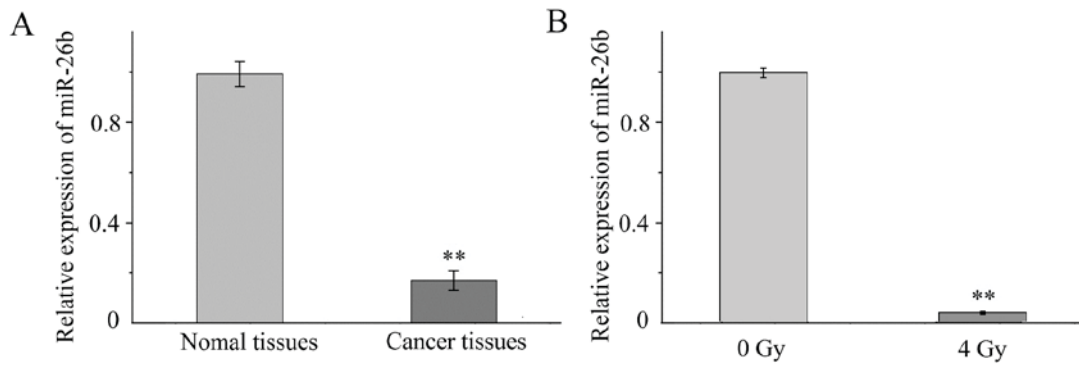 A
Relative expression of miR-26b
0.8
0.4
0
**
Nomal tissues
Cancer tissues
B
Relative expression of miR-26b
0.8
0.4
0
**
0 Gy
4 Gy